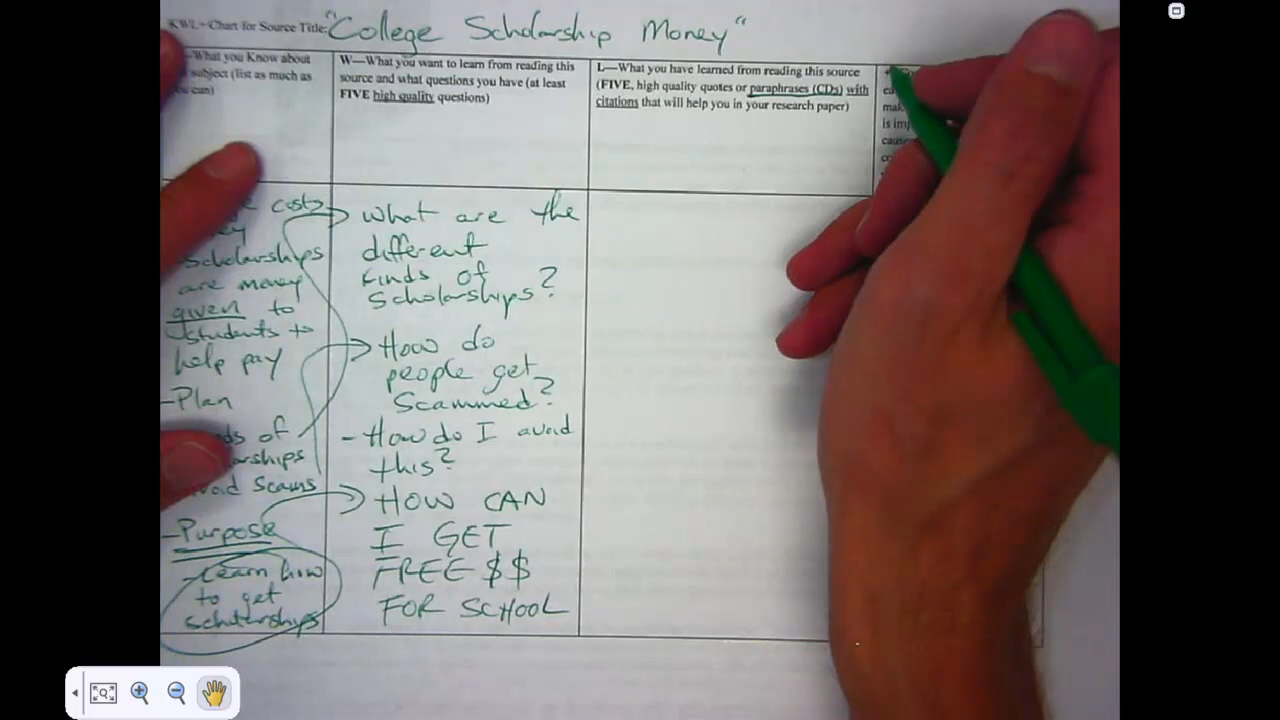 KWL+ Chart for Source Title: "College Scholarship Money"
What you Know about
subject (list as much as
can)
W—What you want to learn from reading this
source and what questions you have (at least
FIVE high quality questions)
L—What you have learned from reading this source
(FIVE, high quality quotes or paraphrases (CDs) with
citations that will help you in your research paper)
is imp
cause
costs
scholarships
are money
given to
students to
help pay
-Plan
of
Scams
-Purpose
-Learn how
to get
scholarships
What are the
different
kinds of
scholarships?
How do
people get
scammed?
-How do I avoid
this?
HOW CAN
I GET
FREE $$
FOR SCHOOL